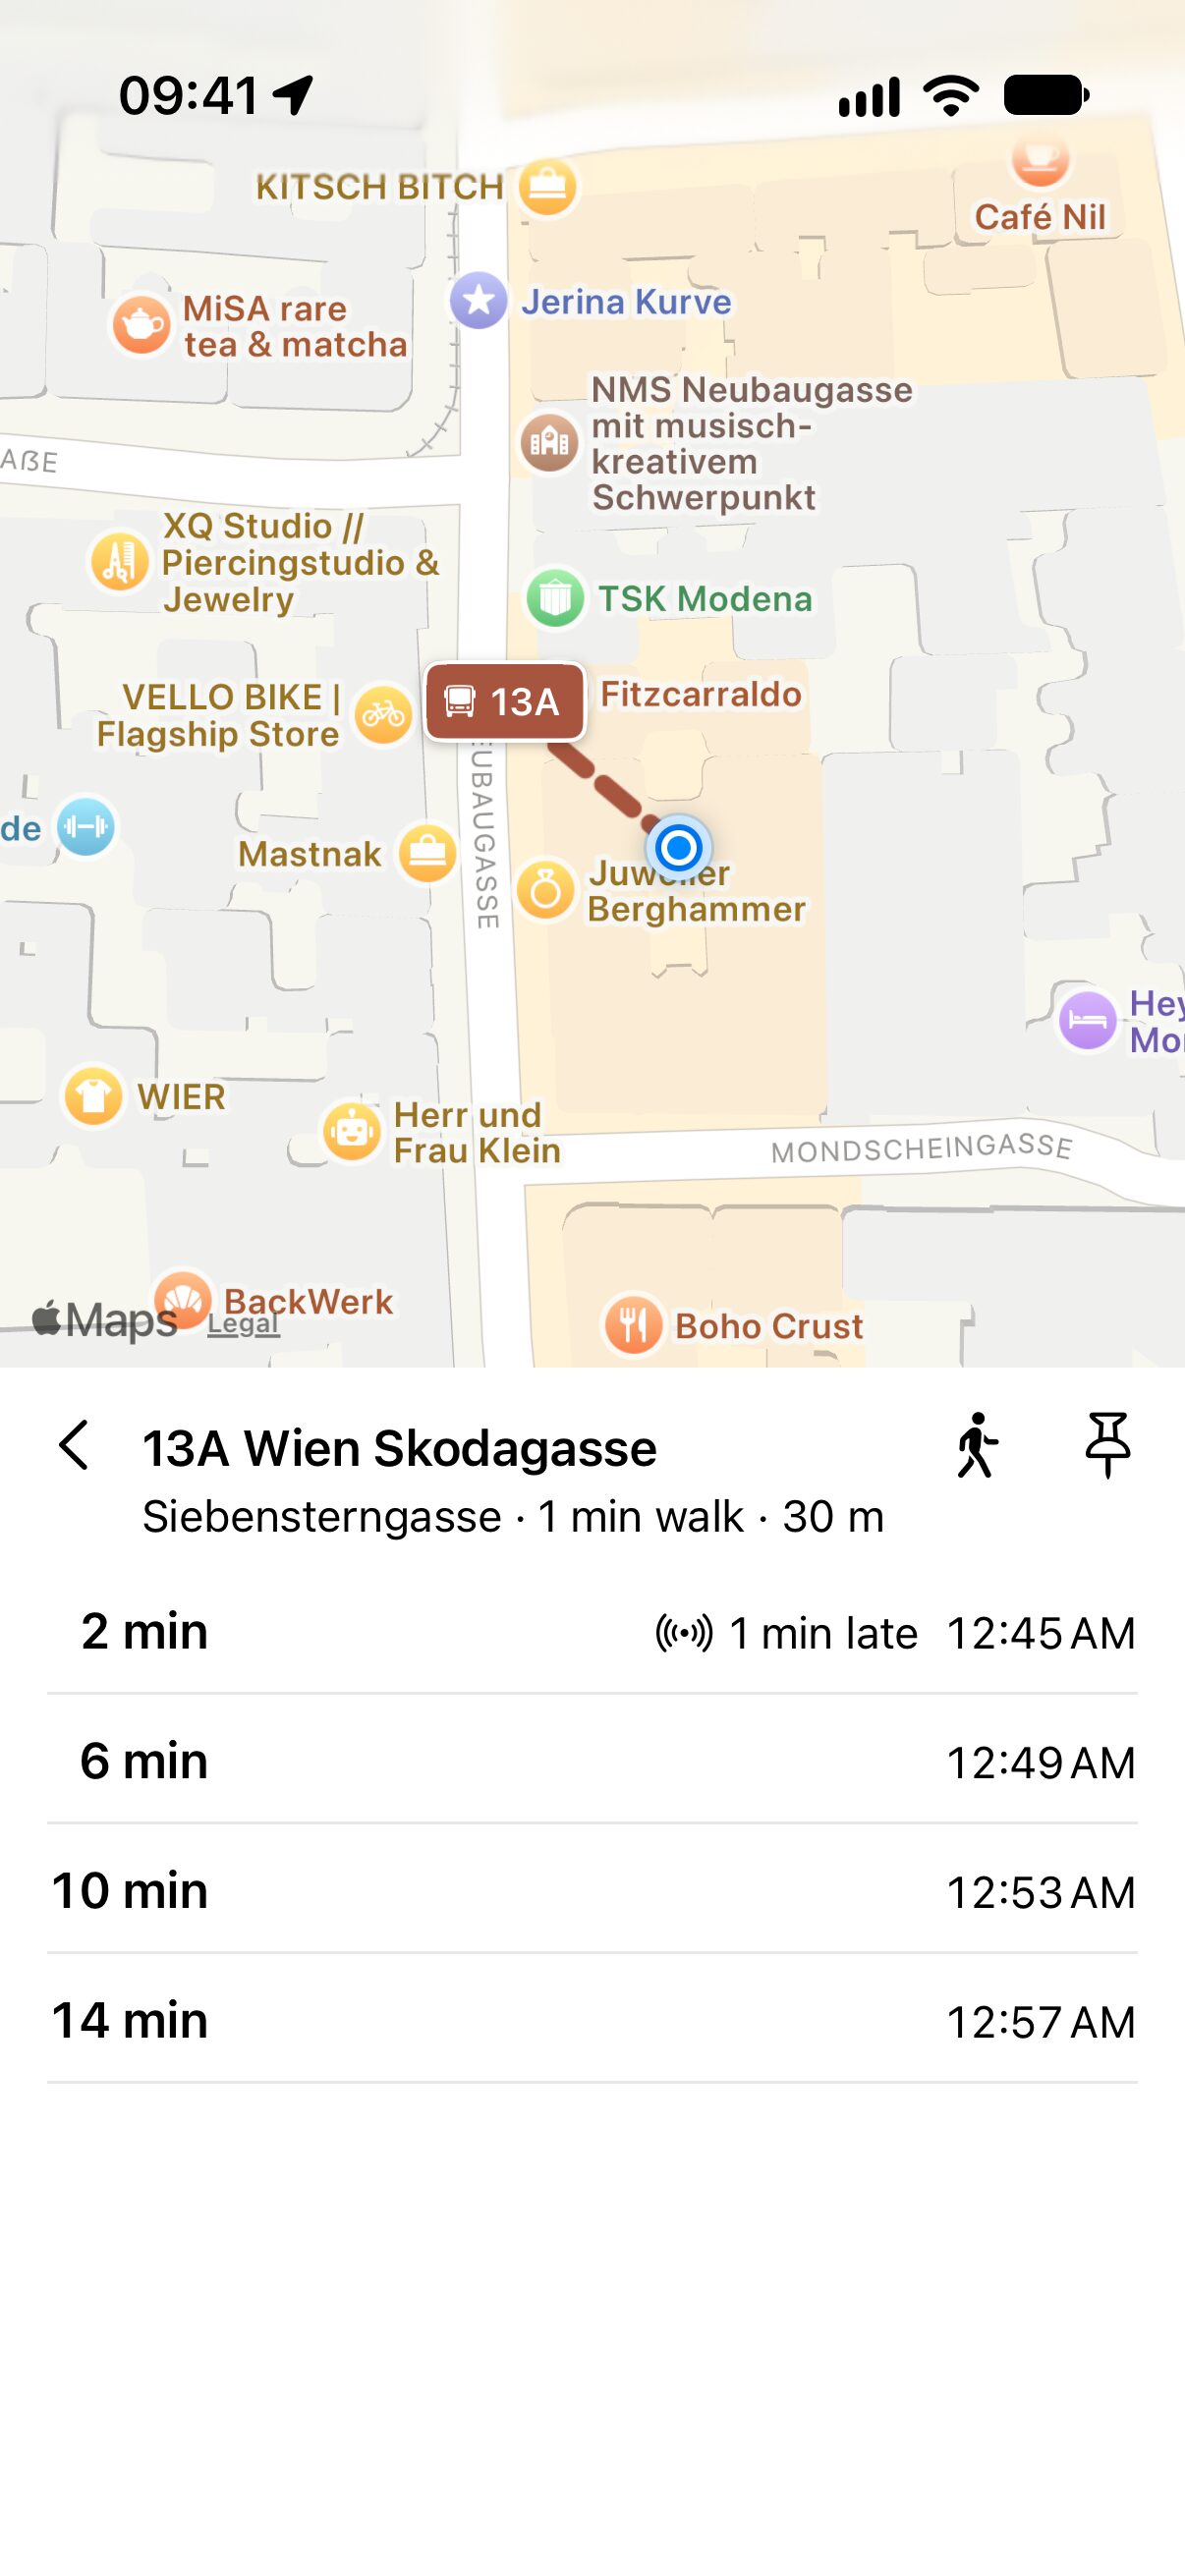 09:41
KITSCH BITCH
Café Nil
MiSA rare
tea & matcha
Jerina Kurve
NMS Neubaugasse
mit musisch-
kreativem
Schwerpunkt
AßE
XQ Studio //
Piercingstudio &
Jewelry
TSK Modena
VELLO BIKE |
Flagship Store
13A
Fitzcarraldo
UBAUGASSE
de
Mastnak
Juwelier
Berghammer
Hey
Mo
WIER
Herr und
Frau Klein
MONDSCHEINGASSE
BackWerk
Maps
Legal
Boho Crust
13A Wien Skodagasse
Siebensterngasse · 1 min walk · 30 m
2 min 1 min late 12:45 AM
6 min 12:49 AM
10 min 12:53 AM
14 min 12:57 AM